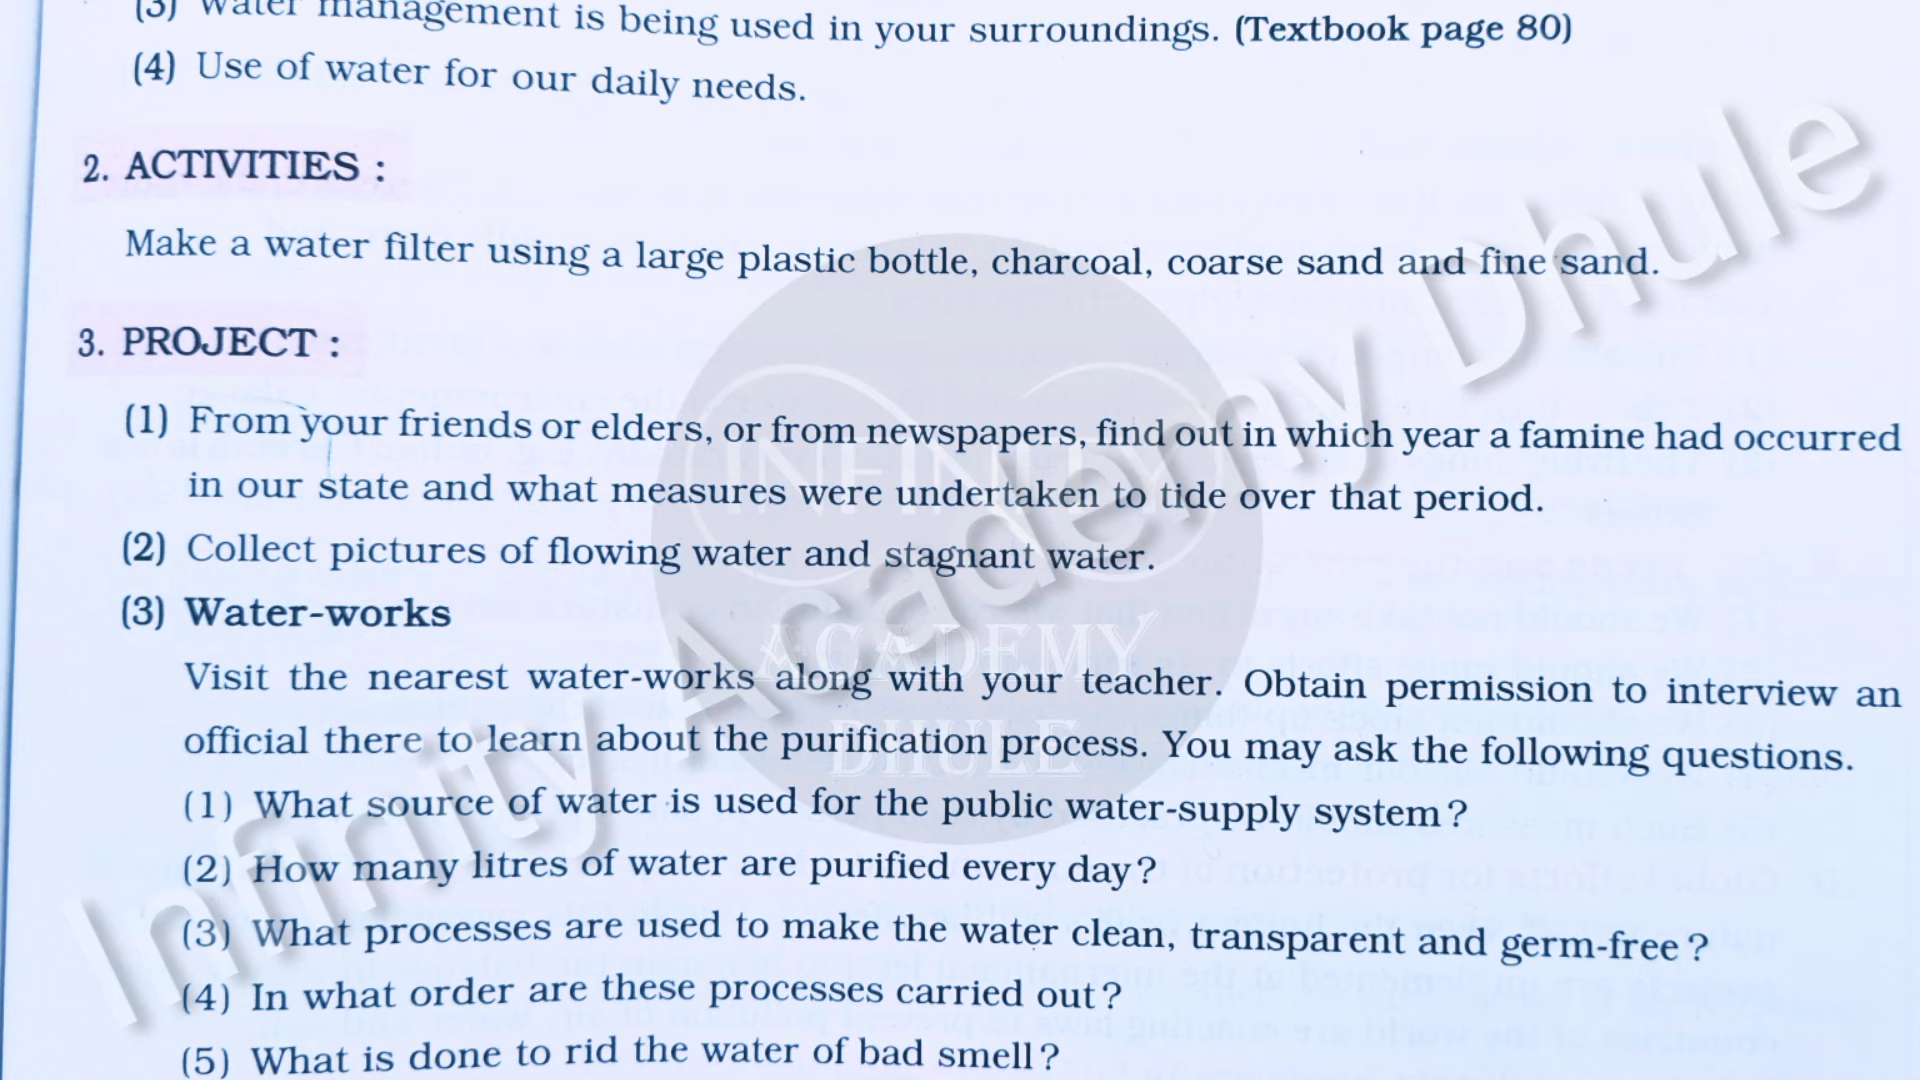 (3) Water management is being used in your surroundings. (Textbook page 80)
(4) Use of water for our daily needs.
2. ACTIVITIES :
Make a water filter using a large plastic bottle, charcoal, coarse sand and fine sand.
3. PROJECT :
(1) From your friends or elders, or from newspapers, find out in which year a famine had occurred
in our state and what measures were undertaken to tide over that period.
(2) Collect pictures of flowing water and stagnant water.
(3) Water-works
Visit the nearest water-works along with your teacher. Obtain permission to interview an
official there to learn about the purification process. You may ask the following questions.
(1) What source of water is used for the public water-supply system?
(2) How many litres of water are purified every day?
(3) What processes are used to make the water clean, transparent and germ-free?
(4) In what order are these processes carried out?
(5) What is done to rid the water of bad smell?
Infinity Academy Dhule
INFINITY
ACADEMY
DHULE